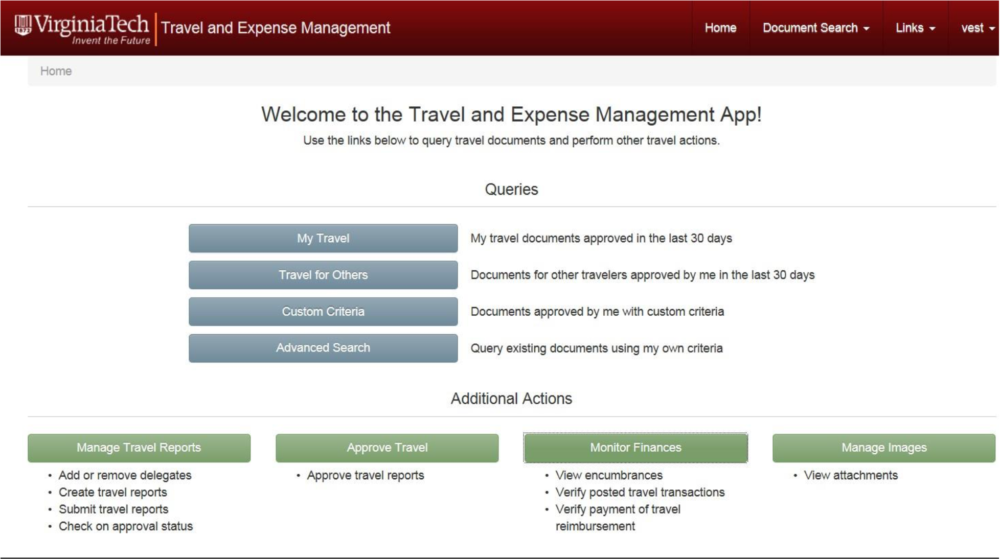 VirginiaTech
1872
Invent the Future
Travel and Expense Management
Home
Document Search
Links
vest
Home
Welcome to the Travel and Expense Management App!
Use the links below to query travel documents and perform other travel actions.
Queries
My Travel
My travel documents approved in the last 30 days
Travel for Others
Documents for other travelers approved by me in the last 30 days
Custom Criteria
Documents approved by me with custom criteria
Advanced Search
Query existing documents using my own criteria
Additional Actions
Manage Travel Reports
• Add or remove delegates
• Create travel reports
• Submit travel reports
• Check on approval status
Approve Travel
• Approve travel reports
Monitor Finances
• View encumbrances
• Verify posted travel transactions
• Verify payment of travel
reimbursement
Manage Images
• View attachments